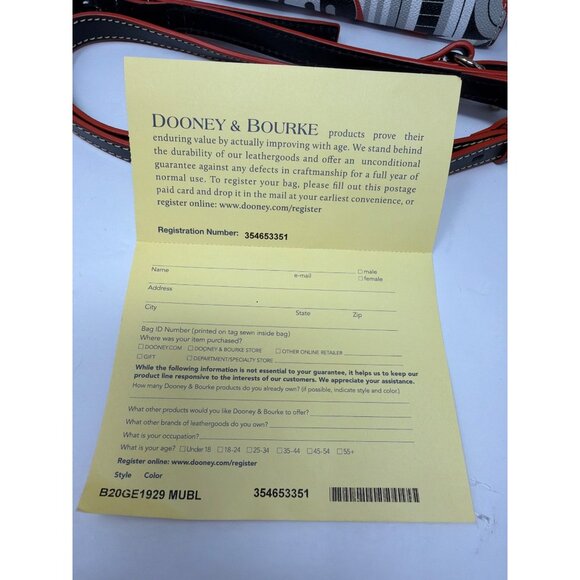 DOONEY & BOURKE products prove their
enduring value by actually improving with age. We stand behind
the durability of our leathergoods and offer an unconditional
guarantee against any defects in craftmanship for a full year of
normal use. To register your bag, please fill out this postage
paid card and drop it in the mail at your earliest convenience, or
register online: www.dooney.com/register
Registration Number: 354653351
Name e-mail ☐ male
☐ female
Address
City State Zip
Bag ID Number (printed on tag sewn inside bag)
Where was your item purchased?
☐ DOONEY.COM ☐ DOONEY & BOURKE STORE ☐ OTHER ONLINE RETAILER
☐ GIFT ☐ DEPARTMENT/SPECIALTY STORE
While the following information is not essential to your guarantee, it helps us to keep our
product line responsive to the interests of our customers. We appreciate your assistance.
How many Dooney & Bourke products do you already own? (if possible, indicate style and color.)
What other products would you like Dooney & Bourke to offer?
What other brands of leathergoods do you own?
What is your occupation?
What is your age? ☐ Under 18 ☐ 18-24 ☐ 25-34 ☐ 35-44 ☐ 45-54 ☐ 55+
Register online: www.dooney.com/register
Style Color
B20GE1929 MUBL 354653351